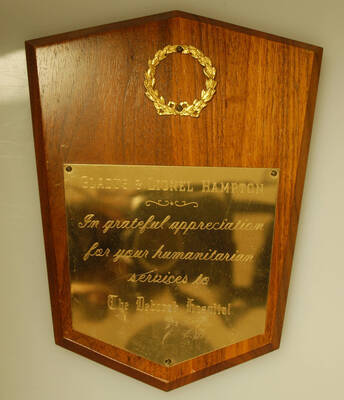 GLADYS & LIONEL HAMPTON
In grateful appreciation
for your humanitarian
services to
The Deborah Hospital